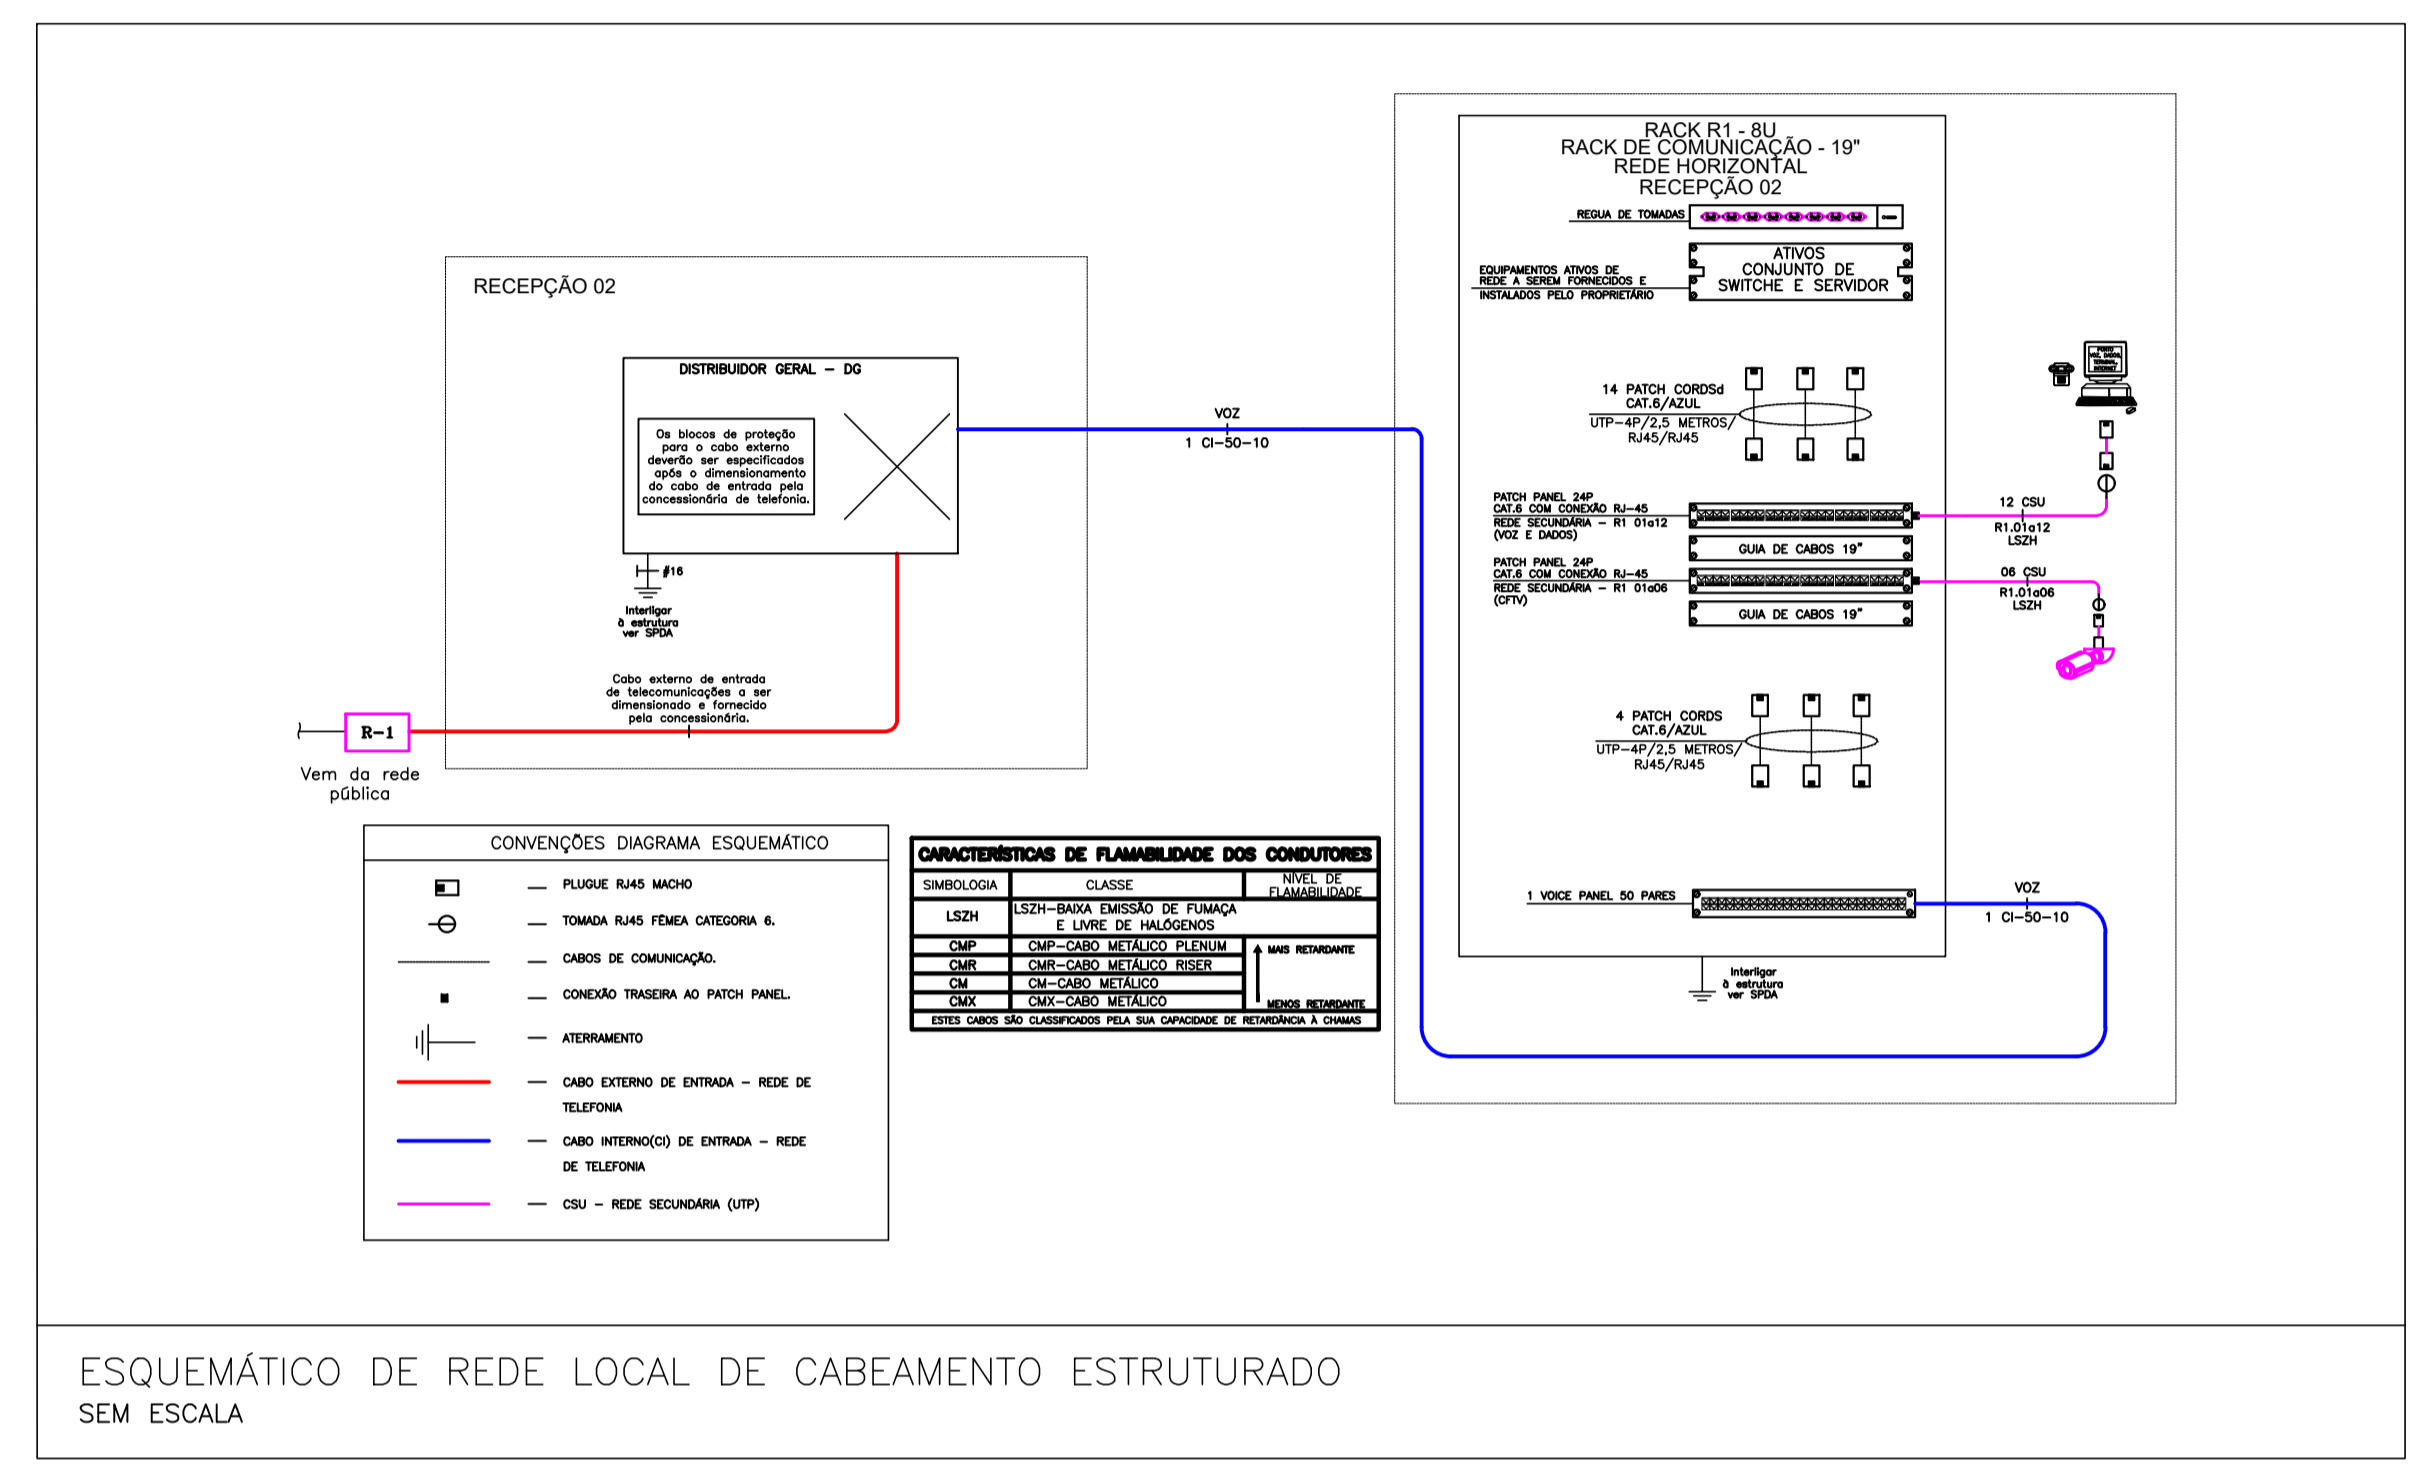 RACK R1 - 8U
RACK DE COMUNICAÇÃO - 19"
REDE HORIZONTAL
RECEPÇÃO 02
REGUA DE TOMADAS
ATIVOS
CONJUNTO DE
SWITCHE E SERVIDOR
EQUIPAMENTOS ATIVOS DE
REDE A SEREM FORNECIDOS E
INSTALADOS PELO PROPRIETÁRIO
PONTO
VOZ, DADOS,
TERMINAL,
INTERNET
14 PATCH CORDSd
CAT.6/AZUL
UTP-4P/2,5 METROS/
RJ45/RJ45
PATCH PANEL 24P
CAT.6 COM CONEXÃO RJ-45
REDE SECUNDÁRIA - R1 01a12
(VOZ E DADOS)
12 CSU
R1.01a12
LSZH
GUIA DE CABOS 19"
PATCH PANEL 24P
CAT.6 COM CONEXÃO RJ-45
REDE SECUNDÁRIA - R1 01a06
(CFTV)
06 CSU
R1.01a06
LSZH
GUIA DE CABOS 19"
4 PATCH CORDS
CAT.6/AZUL
UTP-4P/2,5 METROS/
RJ45/RJ45
1 VOICE PANEL 50 PARES
VOZ
1 CI-50-10
Interligar
à estrutura
ver SPDA
RECEPÇÃO 02
DISTRIBUIDOR GERAL - DG
Os blocos de proteção
para o cabo externo
deverão ser especificados
após o dimensionamento
do cabo de entrada pela
concessionária de telefonia.
VOZ
1 CI-50-10
#16
Interligar
à estrutura
ver SPDA
Cabo externo de entrada
de telecomunicações a ser
dimensionado e fornecido
pela concessionária.
R-1
Vem da rede
pública
CONVENÇÕES DIAGRAMA ESQUEMÁTICO
— PLUGUE RJ45 MACHO
— TOMADA RJ45 FÊMEA CATEGORIA 6.
— CABOS DE COMUNICAÇÃO.
— CONEXÃO TRASEIRA AO PATCH PANEL.
— ATERRAMENTO
— CABO EXTERNO DE ENTRADA - REDE DE
TELEFONIA
— CABO INTERNO(CI) DE ENTRADA - REDE
DE TELEFONIA
— CSU - REDE SECUNDÁRIA (UTP)
CARACTERÍSTICAS DE FLAMABILIDADE DOS CONDUTORES
SIMBOLOGIA CLASSE NÍVEL DE
FLAMABILIDADE
LSZH LSZH-BAIXA EMISSÃO DE FUMAÇA
E LIVRE DE HALÓGENOS
CMP CMP-CABO METÁLICO PLENUM MAIS RETARDANTE
CMR CMR-CABO METÁLICO RISER
CM CM-CABO METÁLICO
CMX CMX-CABO METÁLICO MENOS RETARDANTE
ESTES CABOS SÃO CLASSIFICADOS PELA SUA CAPACIDADE DE RETARDÂNCIA À CHAMAS
ESQUEMÁTICO DE REDE LOCAL DE CABEAMENTO ESTRUTURADO
SEM ESCALA